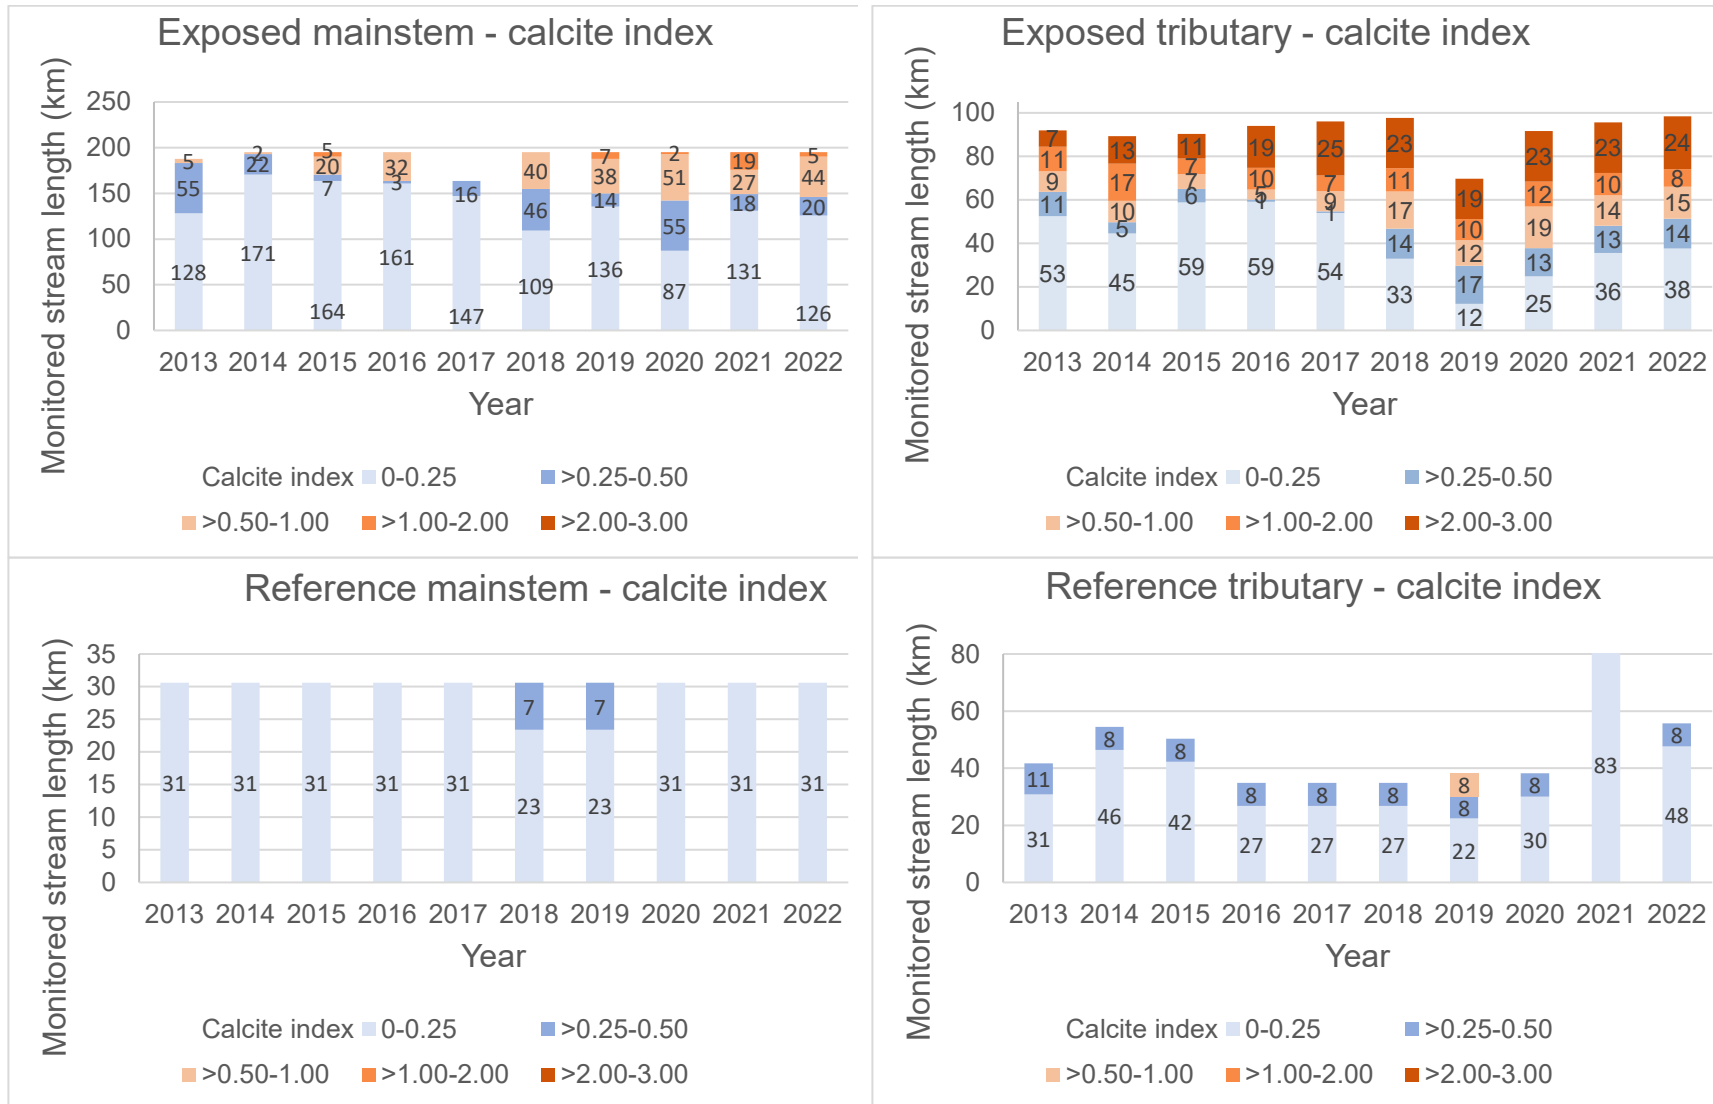 Exposed mainstem - calcite index
Monitored stream length (km)
250
200
150
100
50
0
5 2 5 32 40 7 2 19 5
55 22 20 3 16 46 38 51 27 44
7 14 55 18 20
128 171 164 161 147 109 136 87 131 126
2013 2014 2015 2016 2017 2018 2019 2020 2021 2022
Year
Calcite index 0-0.25 >0.25-0.50
>0.50-1.00 >1.00-2.00 >2.00-3.00
Exposed tributary - calcite index
Monitored stream length (km)
100
80
60
40
20
0
7 13 11 19 25 23 19 23 23 24
11 17 7 10 7 11 10 12 10 8
9 10 7 5 9 17 12 19 14 15
11 5 6 1 1 14 17 13 13 14
53 45 59 59 54 33 12 25 36 38
2013 2014 2015 2016 2017 2018 2019 2020 2021 2022
Year
Calcite index 0-0.25 >0.25-0.50
>0.50-1.00 >1.00-2.00 >2.00-3.00
Reference mainstem - calcite index
Monitored stream length (km)
35
30
25
20
15
10
5
0
7 7
31 31 31 31 31 23 23 31 31 31
2013 2014 2015 2016 2017 2018 2019 2020 2021 2022
Year
Calcite index 0-0.25 >0.25-0.50
>0.50-1.00 >1.00-2.00 >2.00-3.00
Reference tributary - calcite index
Monitored stream length (km)
80
60
40
20
0
8
11 8 8 8 8 8 8 8 8
31 46 42 27 27 27 22 30 83 48
2013 2014 2015 2016 2017 2018 2019 2020 2021 2022
Year
Calcite index 0-0.25 >0.25-0.50
>0.50-1.00 >1.00-2.00 >2.00-3.00